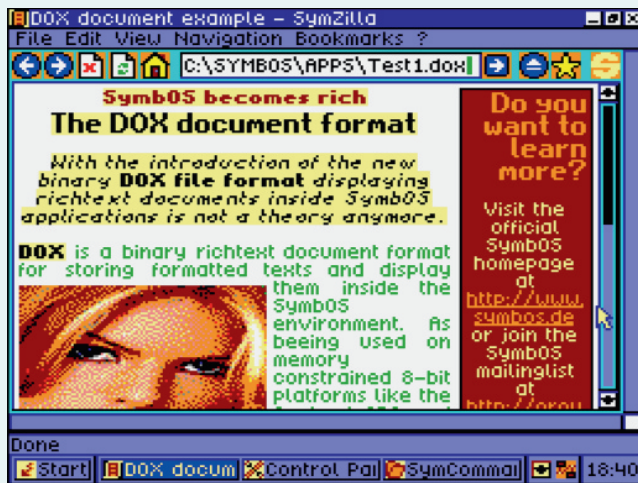 DOX document example - SymZilla
File Edit View Navigation Bookmarks ?
C:\SYMBOS\APPS\Test1.dox
SymbOS becomes rich
The DOX document format
With the introduction of the new
binary DOX file format displaying
richtext documents inside SymbOS
applications is not a theory anymore.
DOX is a binary richtext document format
for storing formatted texts and display
them inside the
SymbOS
environment. As
beeing used on
memory
constrained 8-bit
platforms like the
Do you
want to
learn
more?
Visit the
official
SymbOS
homepage
at
http://www.
symbos.de
or join the
SymbOS
mailinglist
at
Done
Start DOX docum Control Pa SymComma 18:40